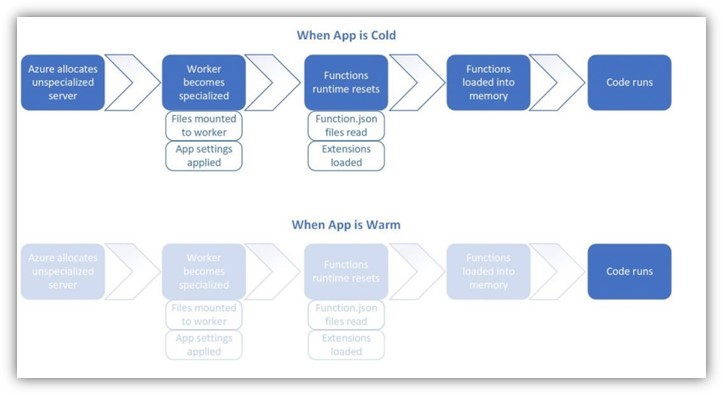 When App is Cold
Azure allocates
unspecialized
server
Worker
becomes
specialized
Functions
runtime resets
Functions
loaded into
memory
Code runs
Files mounted
to worker
App settings
applied
Function.json
files read
Extensions
loaded
When App is Warm
Azure allocates
unspecialized
server
Worker
becomes
specialized
Functions
runtime resets
Functions
loaded into
memory
Code runs
Files mounted
to worker
App settings
applied
Function.json
files read
Extensions
loaded